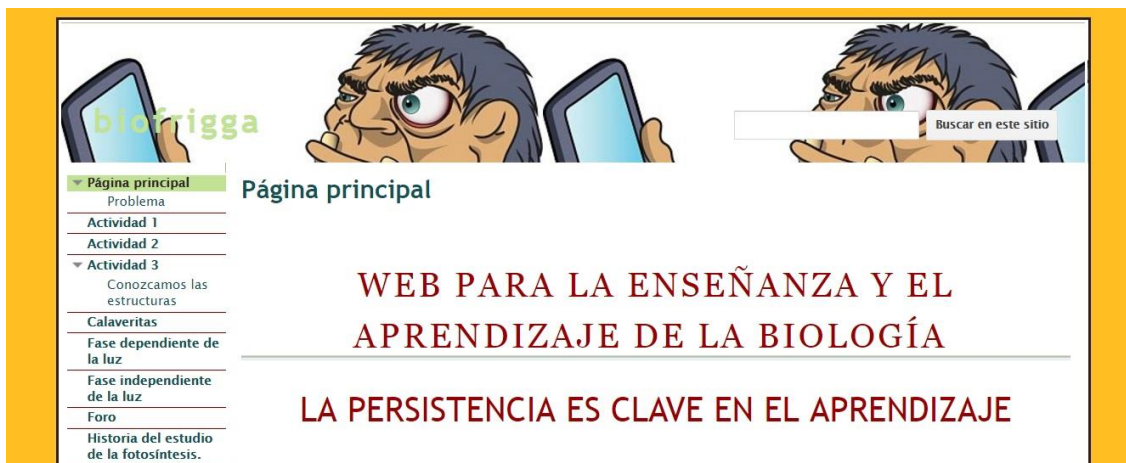 biofrigga
Buscar en este sitio
Página principal
Problema
Actividad 1
Actividad 2
Actividad 3
Conozcamos las
estructuras
Calaveritas
Fase dependiente de
la luz
Fase independiente
de la luz
Foro
Historia del estudio
de la fotosíntesis.
Página principal
WEB PARA LA ENSEÑANZA Y EL
APRENDIZAJE DE LA BIOLOGÍA
LA PERSISTENCIA ES CLAVE EN EL APRENDIZAJE